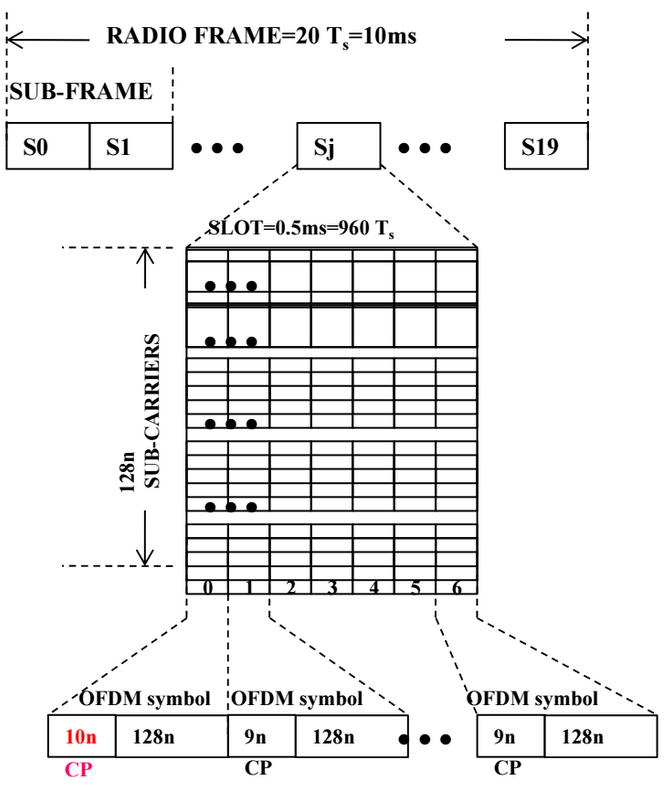 RADIO FRAME=20 Ts=10ms
SUB-FRAME
S0 S1 ● ● ● Sj ● ● ● S19
SLOT=0.5ms=960 Ts
128n
SUB-CARRIERS
0 1 2 3 4 5 6
OFDM symbol OFDM symbol OFDM symbol
10n 128n 9n 128n ● ● ● 9n 128n
CP CP CP